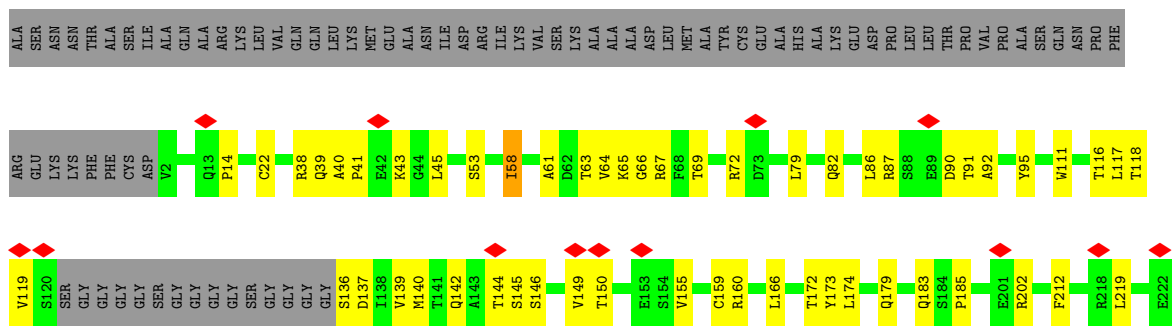 ALA SER ASN ASN THR ALA SER ILE ALA GLN ALA ARG LYS LEU VAL GLN GLN LEU LYS MET GLU ALA ASN ILE ASP ARG ILE LYS VAL SER LYS ALA ALA ALA ASP LEU MET ALA TYR CYS GLU ALA HIS ALA LYS GLU ASP PRO LEU LEU THR PRO VAL PRO ALA SER GLN ASN PRO PHE
ARG GLU LYS LYS PHE PHE CYS ASP V2 Q13 P14 C22 R38 Q39 A40 P41 E42 K43 G44 L45 S53 I58 A61 D62 T63 V64 K65 G66 R67 F68 T69 R72 D73 L79 Q82 L86 R87 S88 E89 D90 T91 A92 Y95 W111 T116 L117 T118
V119 S120 SER GLY GLY GLY GLY SER GLY GLY GLY GLY SER GLY GLY GLY GLY S136 D137 I138 V139 M140 T141 Q142 A143 T144 S145 S146 V149 T150 E153 S154 V155 C159 R160 L166 T172 Y173 L174 Q179 Q183 S184 P185 E201 R202 F212 R218 L219 E222